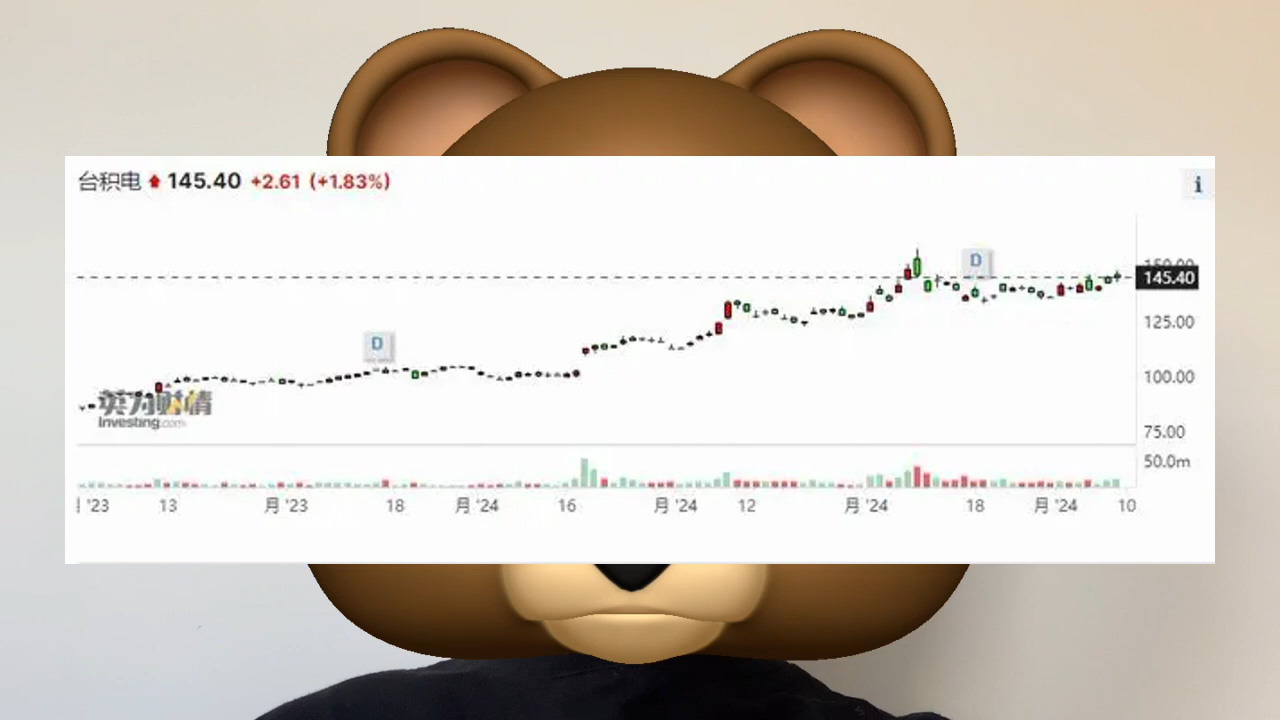 台积电 145.40 +2.61 (+1.83%)
i
D
D
150.00
145.40
125.00
100.00
75.00
英为财情
Investing.com
50.0m
'23 13 月 '23 18 月 '24 16 月 '24 12 月 '24 18 月 '24 10